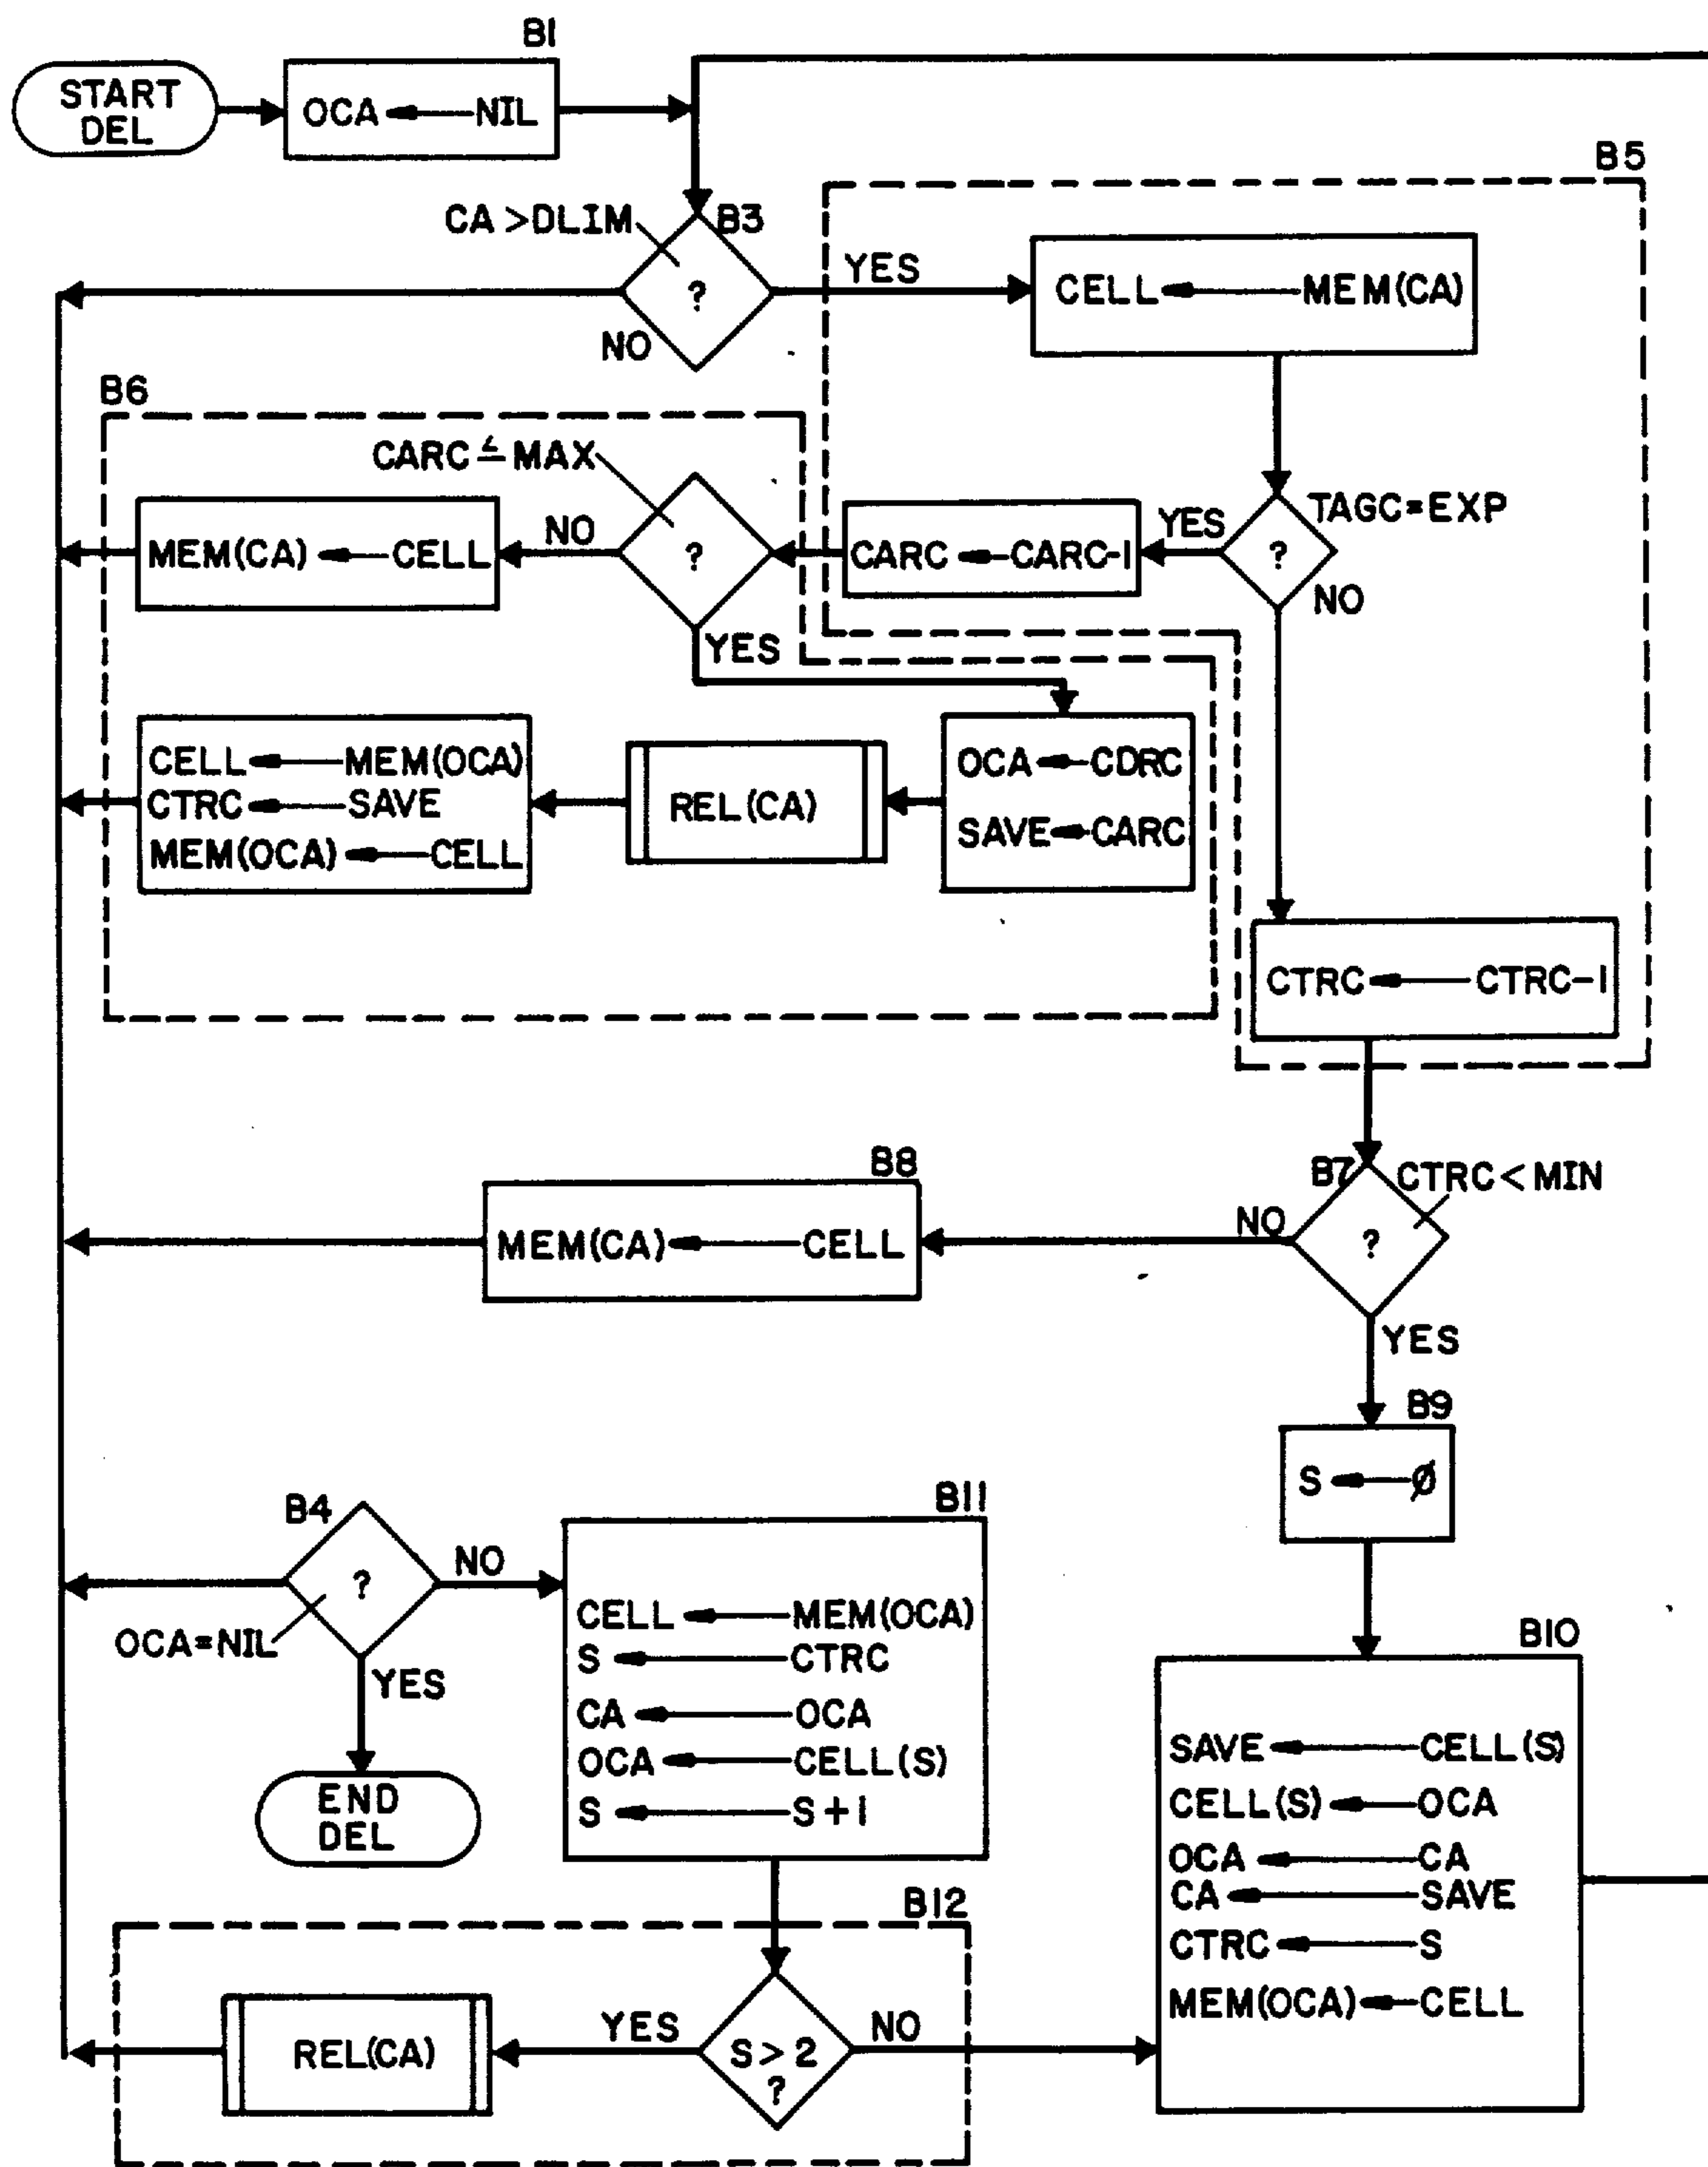 B1
START
DEL
OCA ← NIL
B5
CA > DLIM
B3
?
YES
NO
CELL ← MEM(CA)
B6
CARC ≤ MAX
?
NO
YES
MEM(CA) ← CELL
CARC ← CARC-1
YES
TAGC=EXP
?
NO
CELL ← MEM(OCA)
CTRC ← SAVE
MEM(OCA) ← CELL
REL(CA)
OCA ← CDRC
SAVE ← CARC
CTRC ← CTRC-1
B8
MEM(CA) ← CELL
B7
CTRC < MIN
NO
?
YES
B9
S ← Ø
B4
?
NO
OCA=NIL
YES
END
DEL
B11
CELL ← MEM(OCA)
S ← CTRC
CA ← OCA
OCA ← CELL(S)
S ← S+1
B10
SAVE ← CELL(S)
CELL(S) ← OCA
OCA ← CA
CA ← SAVE
CTRC ← S
MEM(OCA) ← CELL
B12
REL(CA)
YES
S > 2
?
NO